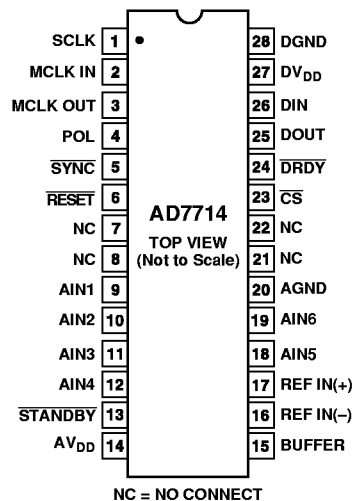 SCLK 1 28 DGND
MCLK IN 2 27 DVDD
MCLK OUT 3 26 DIN
POL 4 25 DOUT
SYNC 5 24 DRDY
RESET 6 23 CS
AD7714
NC 7 22 NC
TOP VIEW
(Not to Scale)
NC 8 21 NC
AIN1 9 20 AGND
AIN2 10 19 AIN6
AIN3 11 18 AIN5
AIN4 12 17 REF IN(+)
STANDBY 13 16 REF IN(–)
AVDD 14 15 BUFFER
NC = NO CONNECT